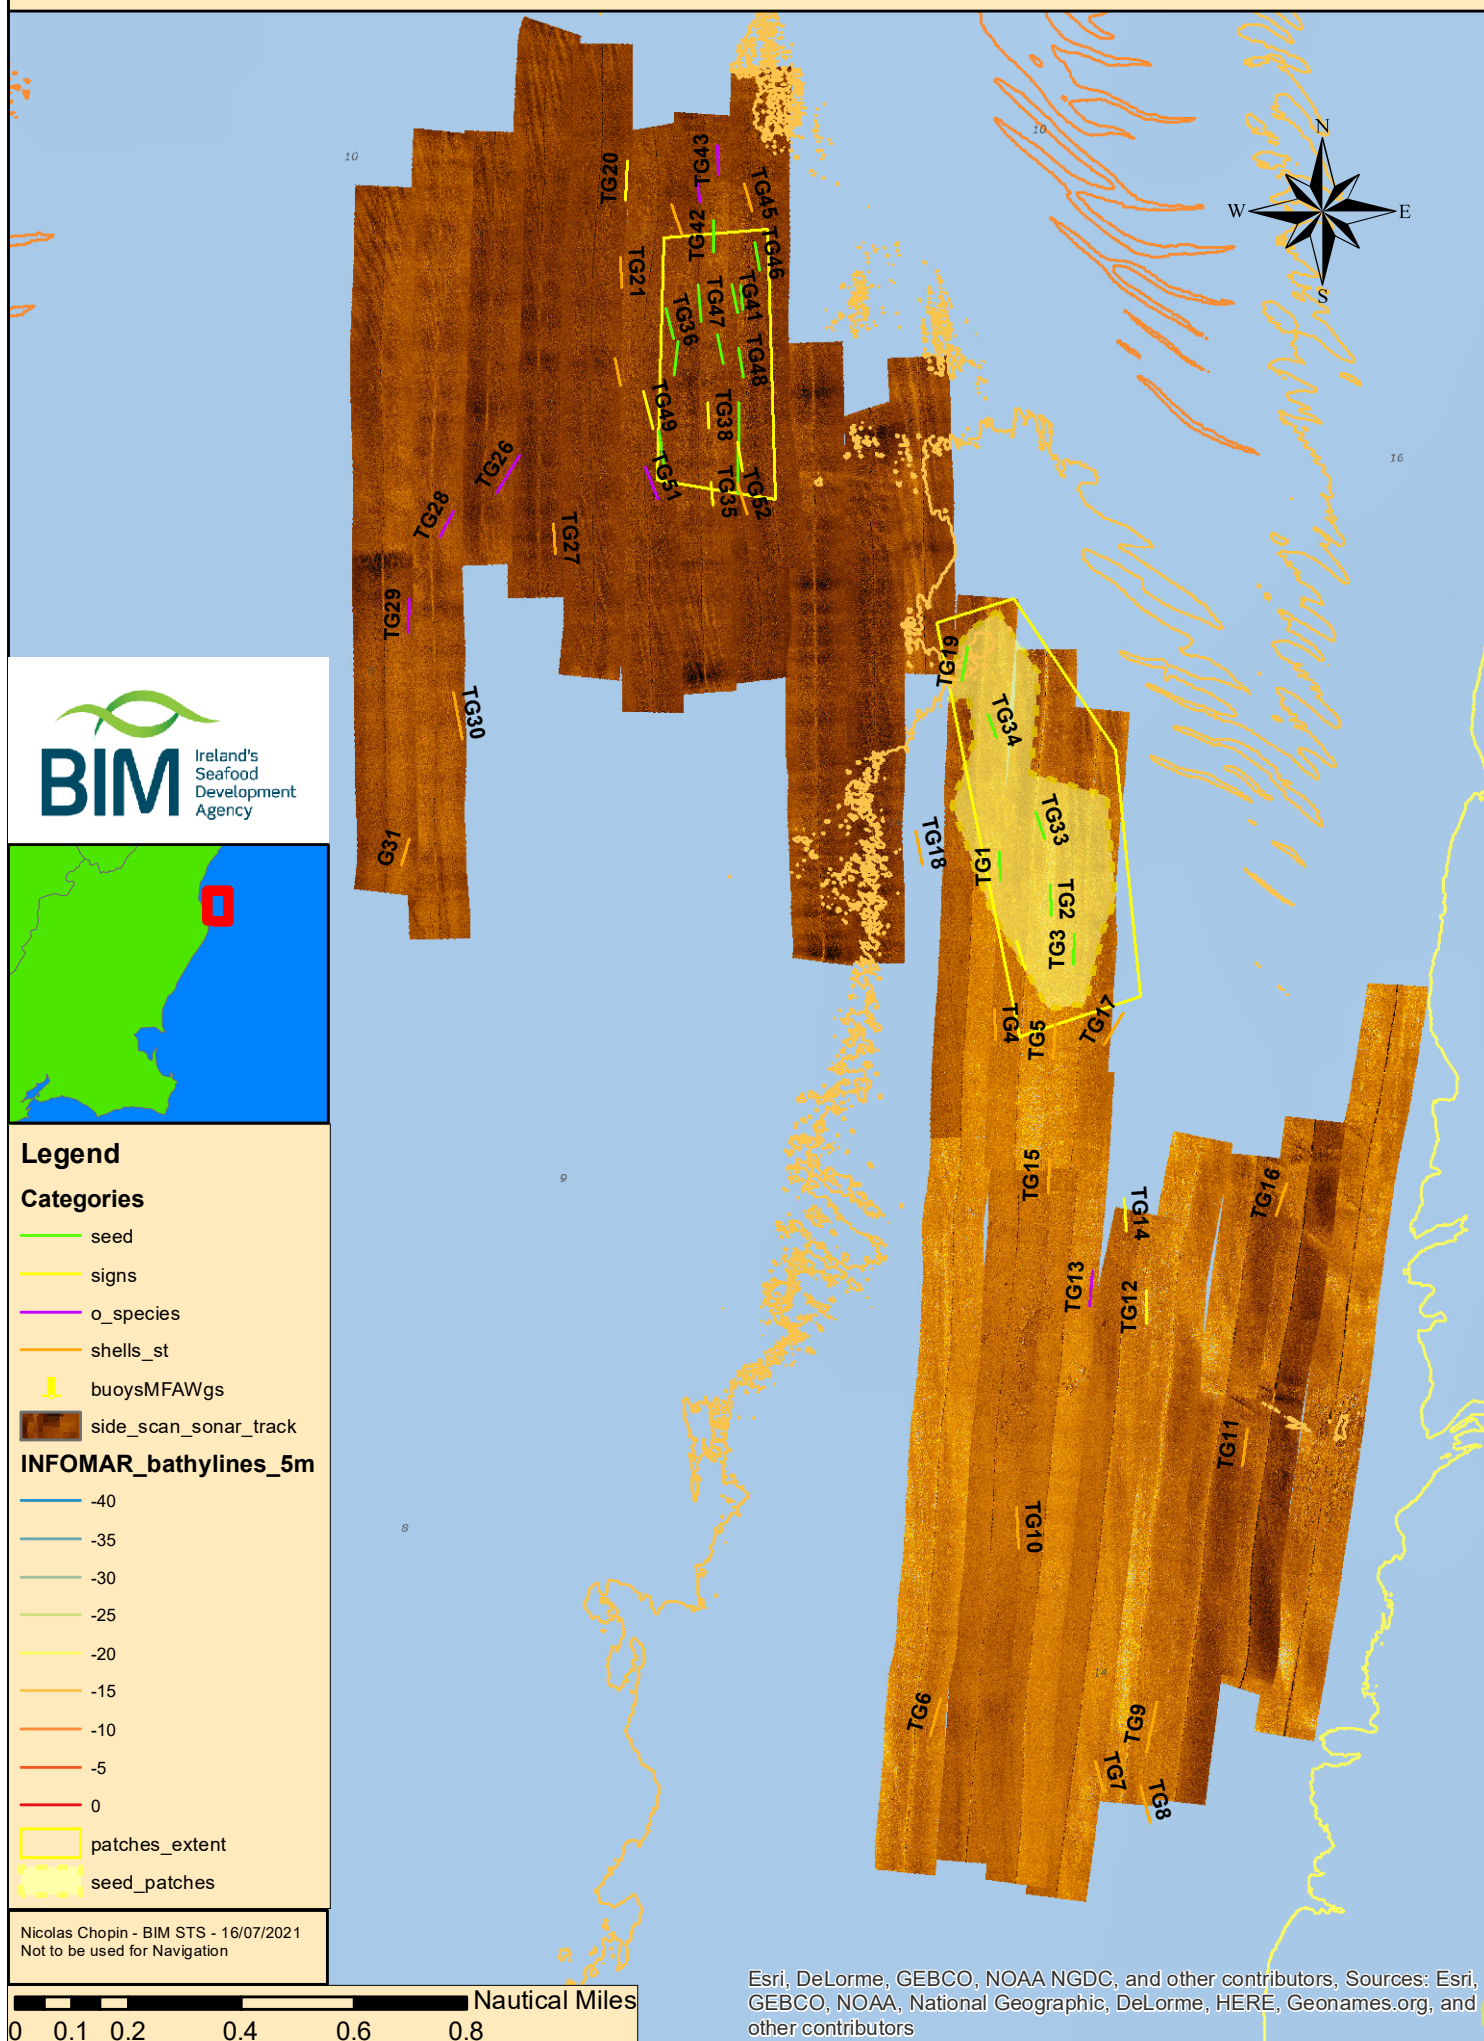 10
10
16
9
8
14
N
W
E
S
TG20
TG43
TG45
TG42
TG46
TG21
TG47
TG41
TG36
TG48
TG49
TG38
TG26
TG51
TG35
TG52
TG28
TG27
TG29
TG30
G31
TG19
TG34
TG33
TG18
TG1
TG2
TG3
TG4
TG5
TG17
TG15
TG14
TG16
TG13
TG12
TG11
TG10
TG6
TG9
TG7
TG8
BIM
Ireland's
Seafood
Development
Agency
Legend
Categories
seed
signs
o_species
shells_st
buoysMFAWgs
side_scan_sonar_track
INFOMAR_bathylines_5m
-40
-35
-30
-25
-20
-15
-10
-5
0
patches_extent
seed_patches
Nicolas Chopin - BIM STS - 16/07/2021
Not to be used for Navigation
Nautical Miles
0 0.1 0.2 0.4 0.6 0.8
Esri, DeLorme, GEBCO, NOAA NGDC, and other contributors, Sources: Esri,
GEBCO, NOAA, National Geographic, DeLorme, HERE, Geonames.org, and
other contributors